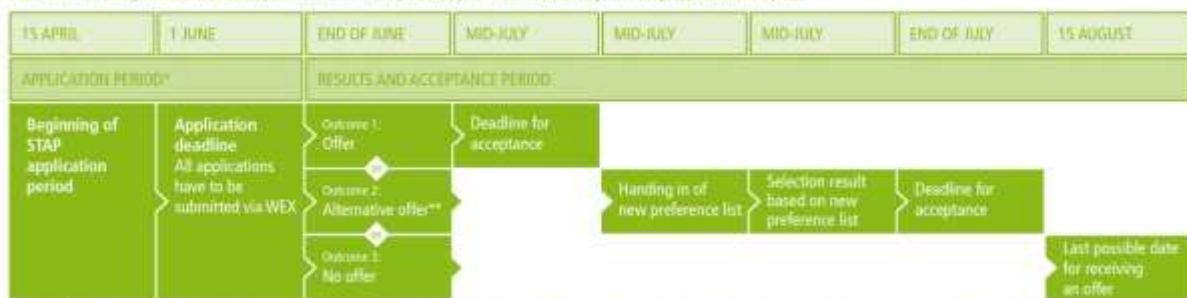 15 APRIL
1 JUNE
END OF JUNE
MID-JULY
MID-JULY
MID-JULY
END OF JULY
15 AUGUST
APPLICATION PERIOD*
RESULTS AND ACCEPTANCE PERIOD
Beginning of
STAP
application
period
Application
deadline
All applications
have to be
submitted via WEX
Outcome 1:
Offer
or
Outcome 2:
Alternative offer**
or
Outcome 3:
No offer
Deadline for
acceptance
Handing in of
new preference list
Selection result
based on new
preference list
Deadline for
acceptance
Last possible date
for receiving
an offer